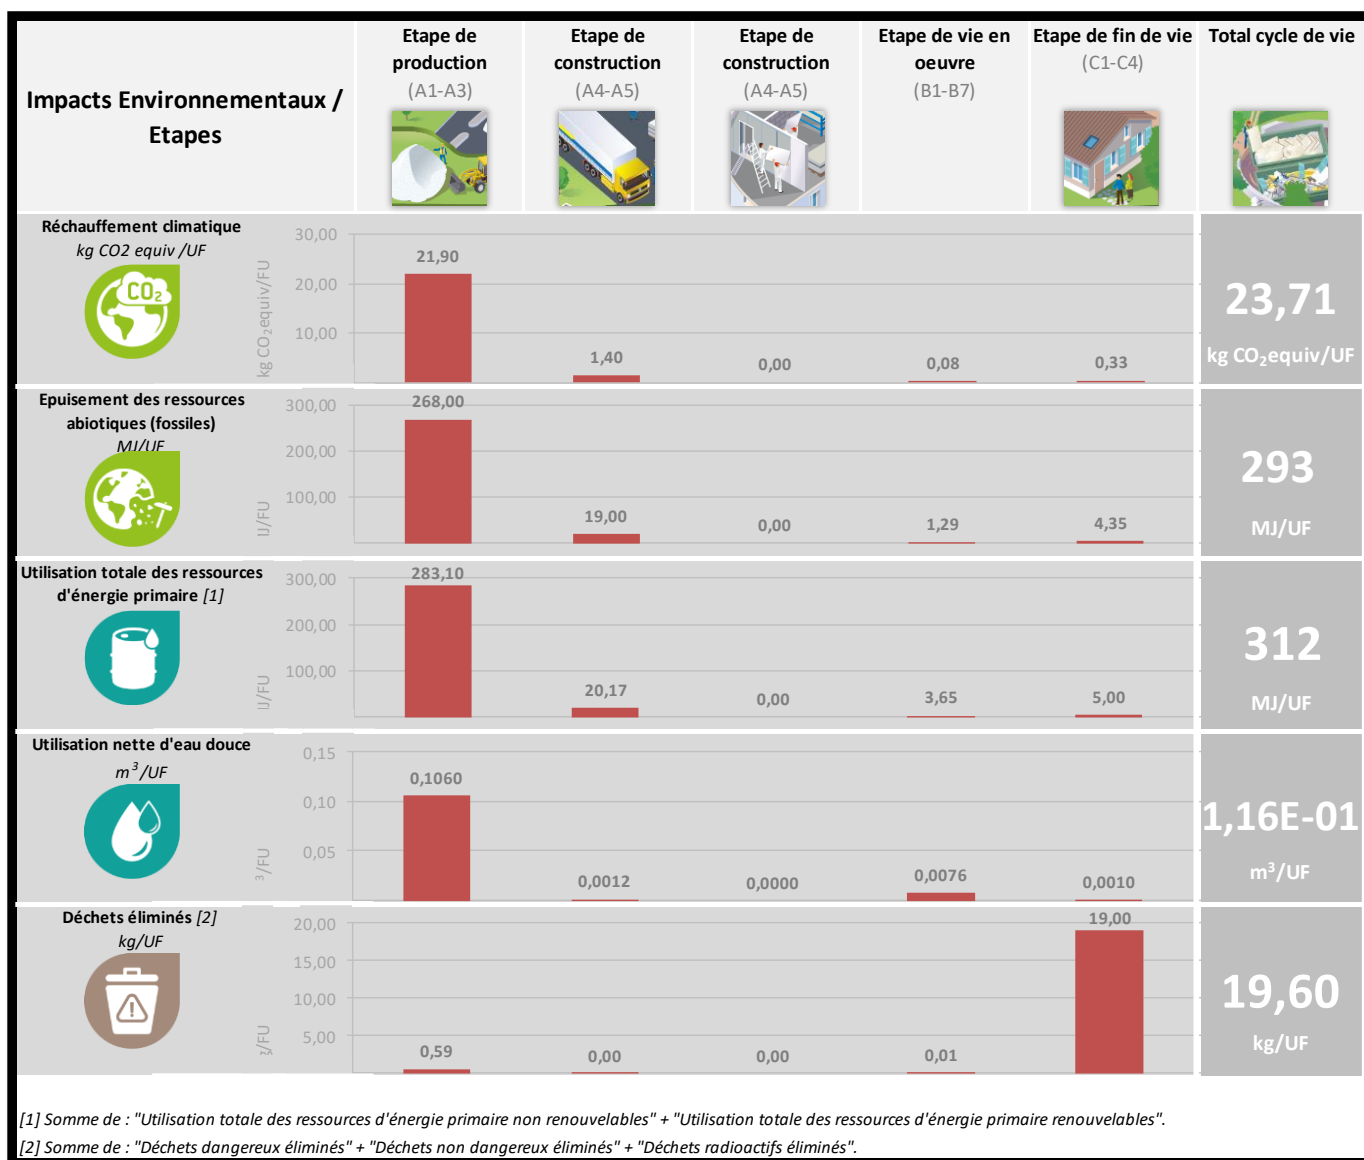 Impacts Environnementaux /
Etapes
Etape de
production
(A1-A3)
Etape de
construction
(A4-A5)
Etape de
construction
(A4-A5)
Etape de vie en
oeuvre
(B1-B7)
Etape de fin de vie
(C1-C4)
Total cycle de vie
Réchauffement climatique
kg CO2 equiv /UF
CO₂
kg CO₂equiv/FU
30,00
20,00
10,00
21,90
1,40
0,00
0,08
0,33
23,71
kg CO₂equiv/UF
Epuisement des ressources
abiotiques (fossiles)
MJ/UF
/FU
300,00
200,00
100,00
268,00
19,00
0,00
1,29
4,35
293
MJ/UF
Utilisation totale des ressources
d'énergie primaire [1]
/FU
300,00
200,00
100,00
283,10
20,17
0,00
3,65
5,00
312
MJ/UF
Utilisation nette d'eau douce
m³/UF
³/FU
0,15
0,10
0,05
0,1060
0,0012
0,0000
0,0076
0,0010
1,16E-01
m³/UF
Déchets éliminés [2]
kg/UF
/FU
20,00
15,00
10,00
5,00
0,59
0,00
0,00
0,01
19,00
19,60
kg/UF
[1] Somme de : "Utilisation totale des ressources d'énergie primaire non renouvelables" + "Utilisation totale des ressources d'énergie primaire renouvelables".
[2] Somme de : "Déchets dangereux éliminés" + "Déchets non dangereux éliminés" + "Déchets radioactifs éliminés".